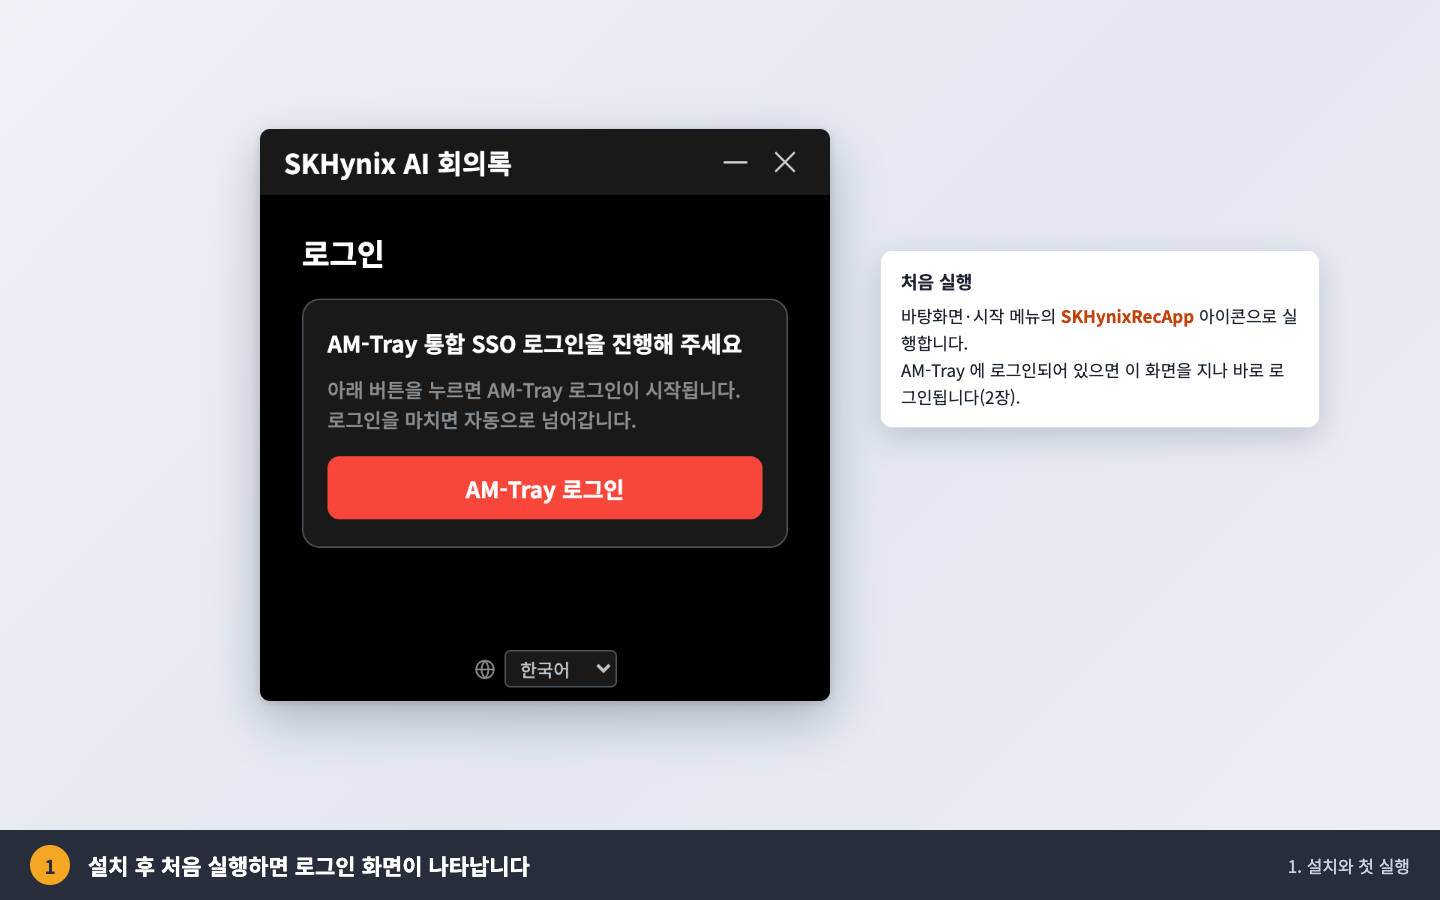 SKHynix AI 회의록
로그인
AM-Tray 통합 SSO 로그인을 진행해 주세요
아래 버튼을 누르면 AM-Tray 로그인이 시작됩니다.
로그인을 마치면 자동으로 넘어갑니다.
AM-Tray 로그인
한국어
처음 실행
바탕화면·시작 메뉴의 SKHynixRecApp 아이콘으로 실
행합니다.
AM-Tray 에 로그인되어 있으면 이 화면을 지나 바로 로
그인됩니다(2장).
1 설치 후 처음 실행하면 로그인 화면이 나타납니다
1. 설치와 첫 실행